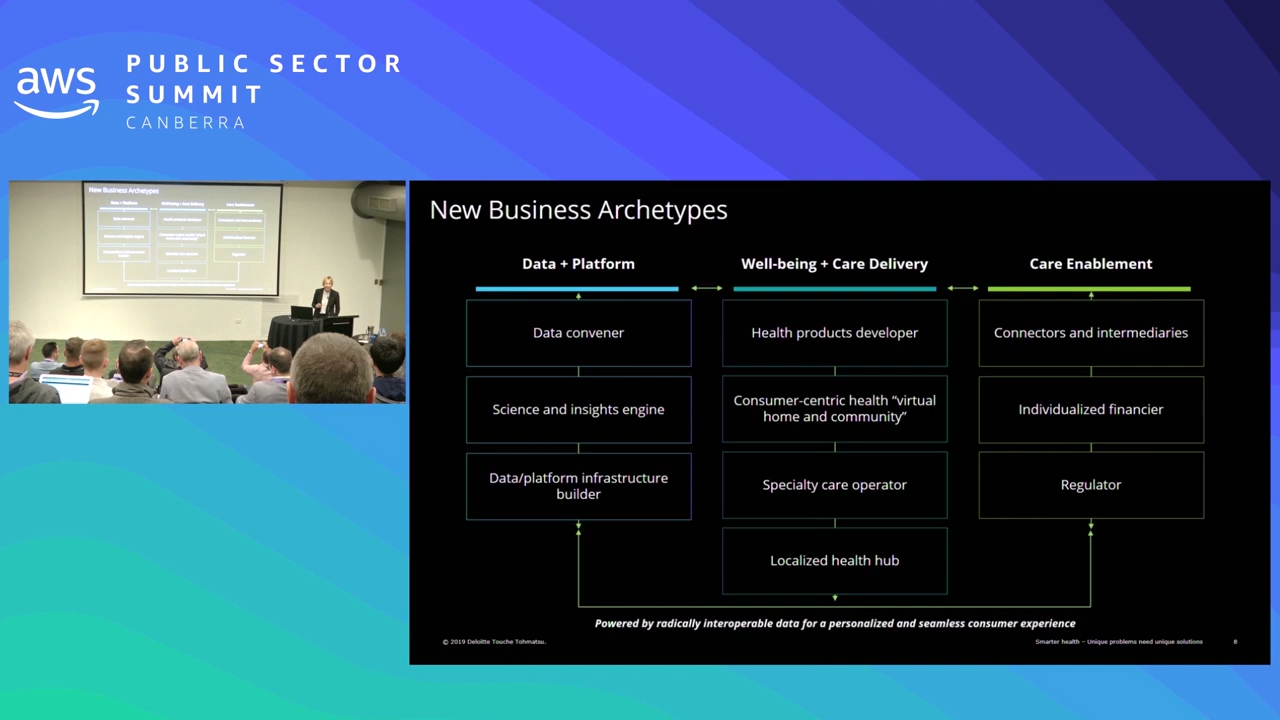 aws
PUBLIC SECTOR
SUMMIT
CANBERRA
New Business Archetypes
New Business Archetypes
Data + Platform
Well-being + Care Delivery
Care Enablement
Data convener
Health products developer
Connectors and intermediaries
Science and insights engine
Consumer-centric health “virtual
home and community”
Individualized financier
Data/platform infrastructure
builder
Specialty care operator
Regulator
Localized health hub
Powered by radically interoperable data for a personalized and seamless consumer experience
© 2019 Deloitte Touche Tohmatsu.
Smarter health – Unique problems need unique solutions
8